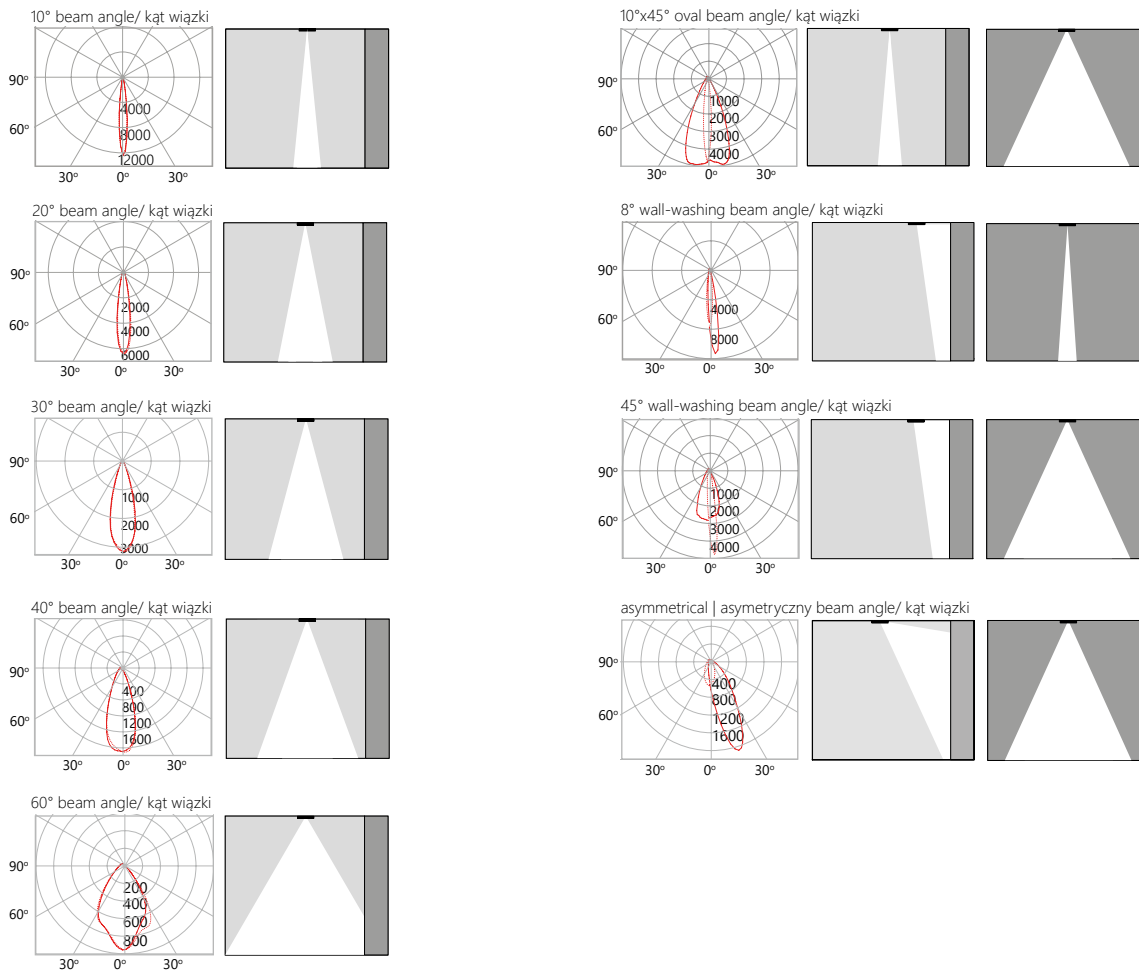 10° beam angle/ kąt wiązki
90°
60°
4000
8000
12000
30° 0° 30°
20° beam angle/ kąt wiązki
90°
60°
2000
4000
6000
30° 0° 30°
30° beam angle/ kąt wiązki
90°
60°
1000
2000
3000
30° 0° 30°
40° beam angle/ kąt wiązki
90°
60°
400
800
1200
1600
30° 0° 30°
60° beam angle/ kąt wiązki
90°
60°
200
400
600
800
30° 0° 30°
10°x45° oval beam angle/ kąt wiązki
90°
60°
1000
2000
3000
4000
30° 0° 30°
8° wall-washing beam angle/ kąt wiązki
90°
60°
4000
8000
30° 0° 30°
45° wall-washing beam angle/ kąt wiązki
90°
60°
1000
2000
3000
4000
30° 0° 30°
asymmetrical | asymetryczny beam angle/ kąt wiązki
90°
60°
400
800
1200
1600
30° 0° 30°